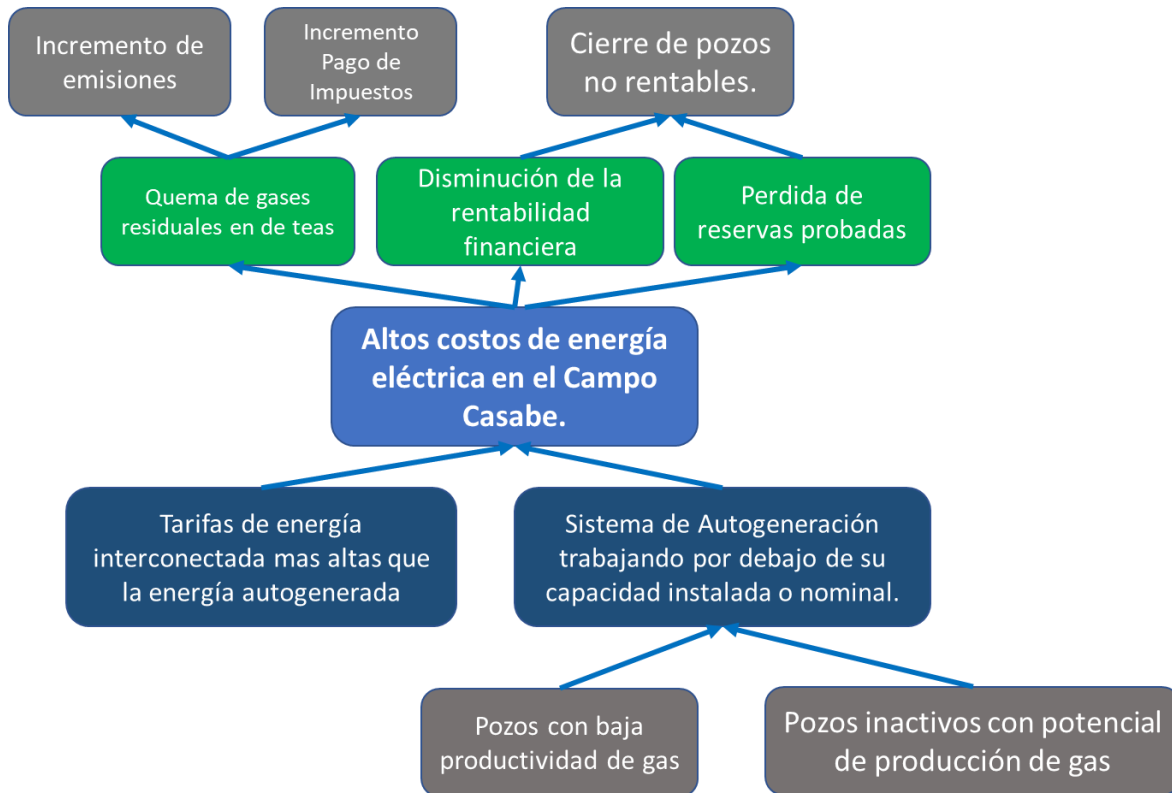 Incremento de
emisiones
Incremento
Pago de
Impuestos
Cierre de pozos
no rentables.
Quema de gases
residuales en de teas
Disminución de la
rentabilidad
financiera
Perdida de
reservas probadas
Altos costos de energía
eléctrica en el Campo
Casabe.
Tarifas de energía
interconectada mas altas que
la energía autogenerada
Sistema de Autogeneración
trabajando por debajo de su
capacidad instalada o nominal.
Pozos con baja
productividad de gas
Pozos inactivos con potencial
de producción de gas